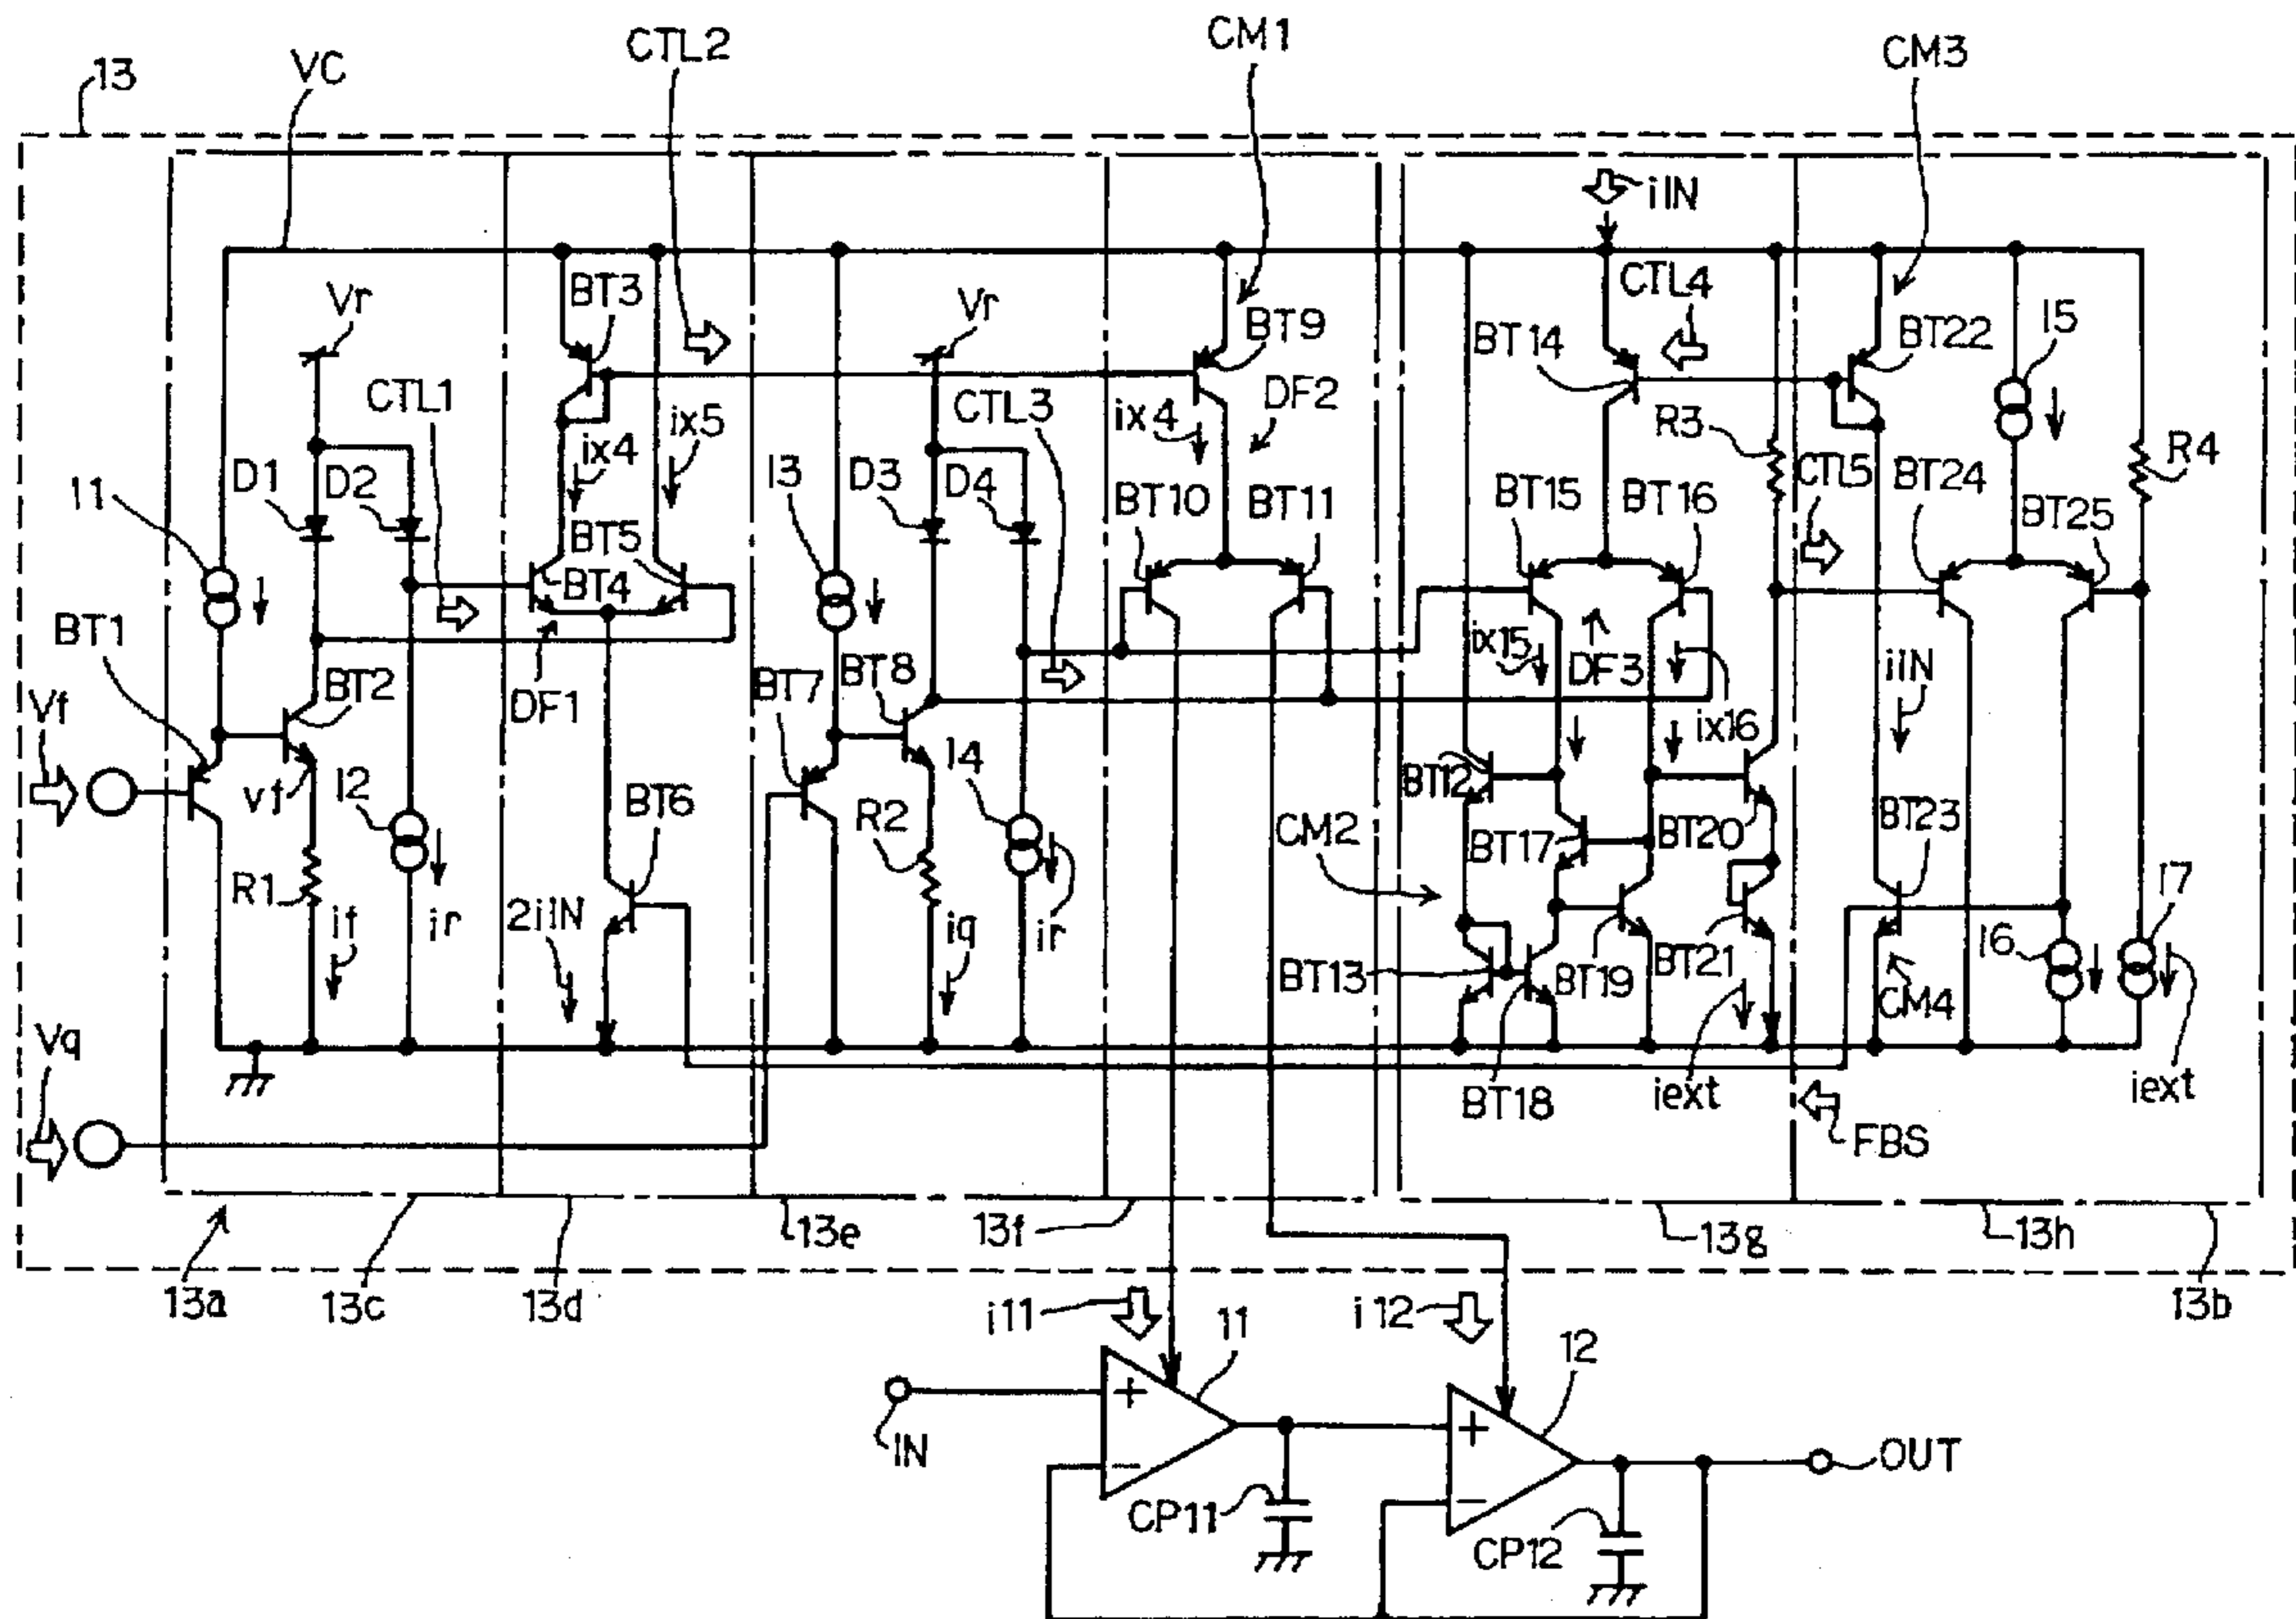 13
VC
CTL2
CM1
CM3
iIN
CTL4
BT3
Vr
Vr
BT9
BT14
BT22
I5
CTL1
ix4
ix5
CTL3
ix4
DF2
R3
CTL5
R4
D1
D2
11
I3
D3
D4
BT10
BT11
BT15
BT16
BT24
BT25
BT5
BT4
BT1
BT2
DF1
BT7
BT8
ix15
DF3
ix16
iIN
Vf
vf
I2
BT6
R2
I4
BT12
CM2
BT17
BT20
BT23
R1
if
ir
2iIN
iq
ir
BT13
BT19
BT21
I6
CM4
I7
Vq
BT18
iext
iext
FBS
13a
13c
13d
13e
13f
13g
13h
13b
i11
11
i12
12
+
−
+
−
IN
OUT
CP11
CP12